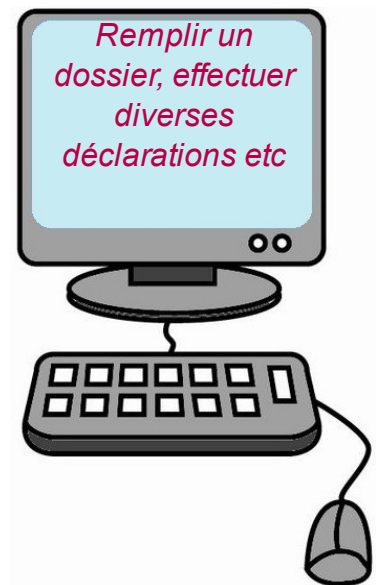 Remplir un
dossier, effectuer
diverses
déclarations etc